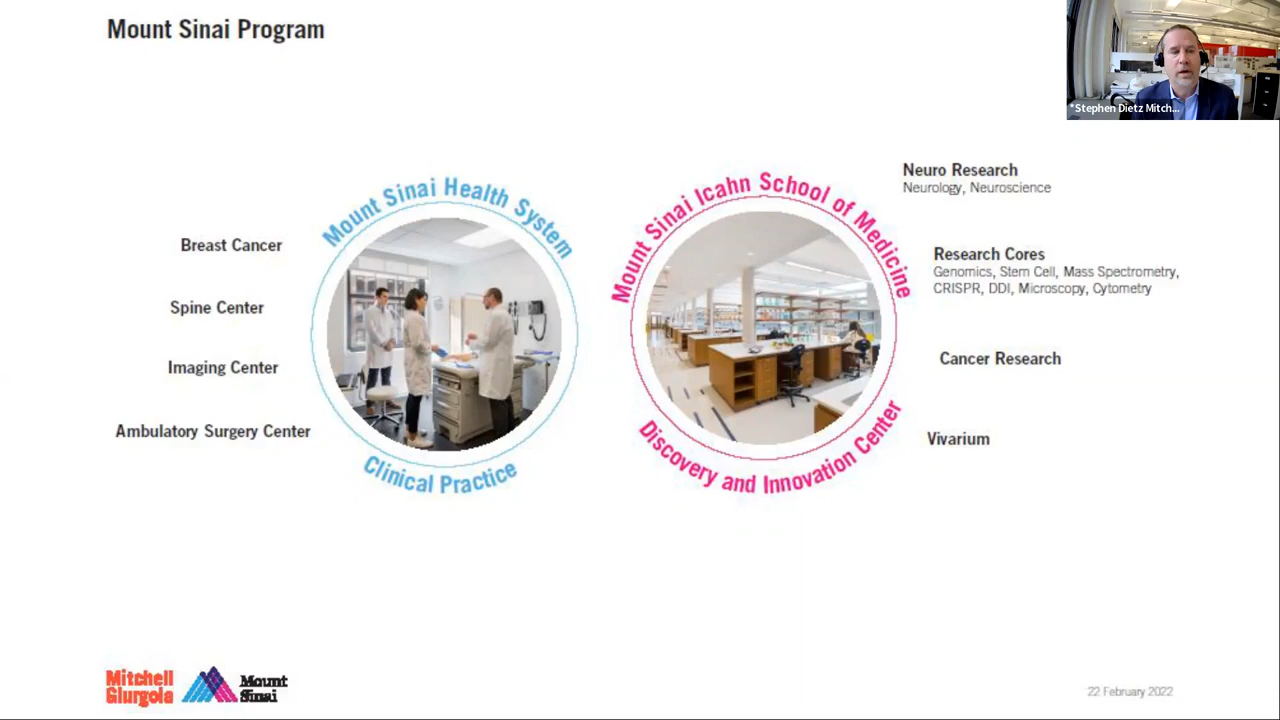 Mount Sinai Program
*Stephen Dietz Mitch...
Mount Sinai Health System
Clinical Practice
Breast Cancer
Spine Center
Imaging Center
Ambulatory Surgery Center
Mount Sinai Icahn School of Medicine
Discovery and Innovation Center
Neuro Research
Neurology, Neuroscience
Research Cores
Genomics, Stem Cell, Mass Spectrometry,
CRISPR, DDI, Microscopy, Cytometry
Cancer Research
Vivarium
Mitchell
Giurgola
Mount
Sinai
22 February 2022